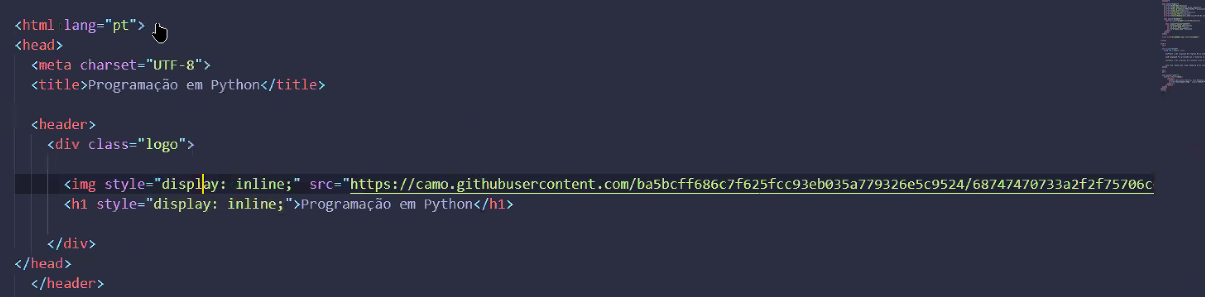 <html lang="pt">
<head>
<meta charset="UTF-8">
<title>Programação em Python</title>
<header>
<div class="logo">
<img style="display: inline;" src="https://camo.githubusercontent.com/ba5bcff686c7f625fcc93eb035a779326e5c9524/68747470733a2f2f75706c
<h1 style="display: inline;">Programação em Python</h1>
</div>
</head>
</header>